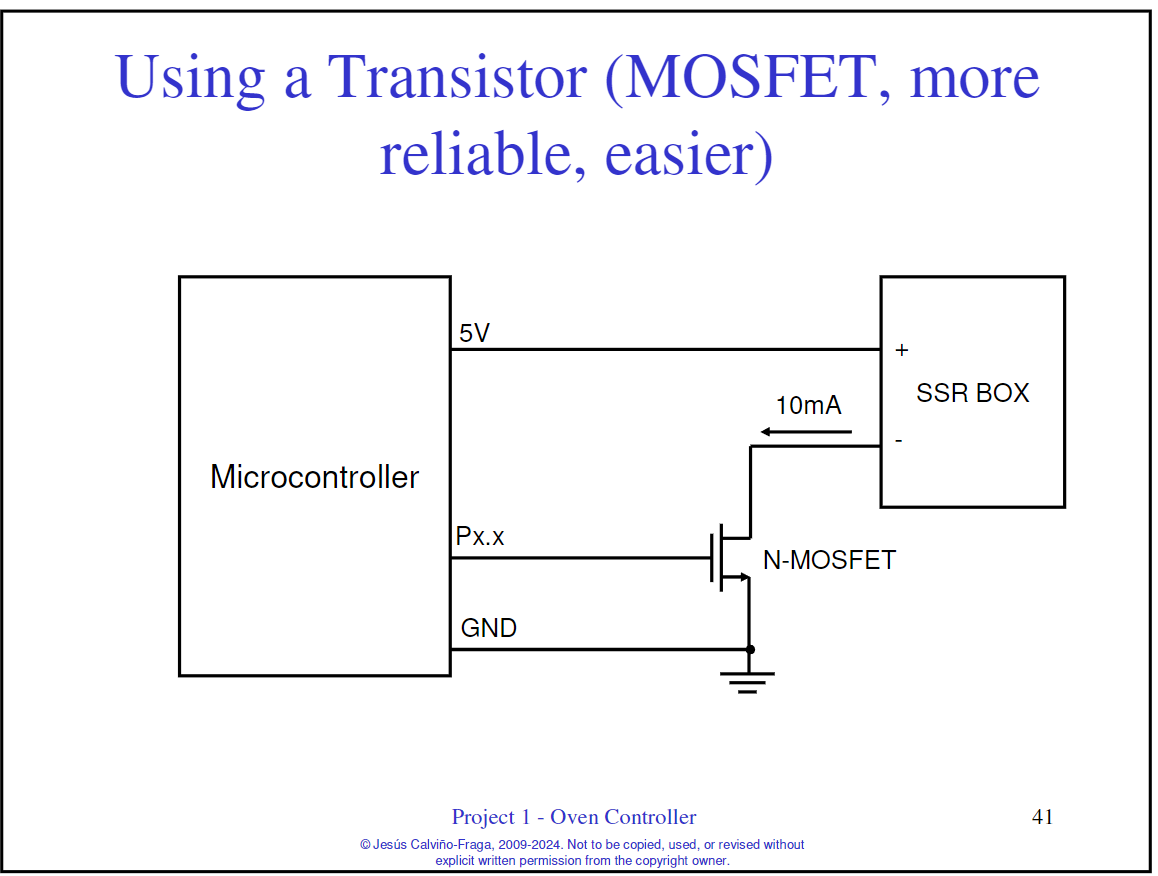 Using a Transistor (MOSFET, more
reliable, easier)
5V
+
SSR BOX
10mA
-
Microcontroller
Px.x
N-MOSFET
GND
Project 1 - Oven Controller
41
© Jesús Calviño-Fraga, 2009-2024. Not to be copied, used, or revised without
explicit written permission from the copyright owner.